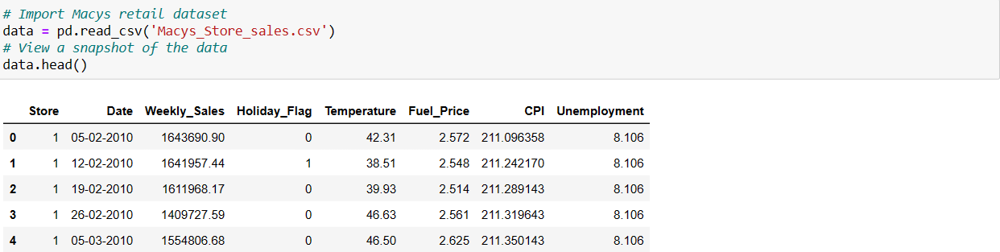 # Import Macys retail dataset
data = pd.read_csv('Macys_Store_sales.csv')
# View a snapshot of the data
data.head()
Store Date Weekly_Sales Holiday_Flag Temperature Fuel_Price CPI Unemployment
0 1 05-02-2010 1643690.90 0 42.31 2.572 211.096358 8.106
1 1 12-02-2010 1641957.44 1 38.51 2.548 211.242170 8.106
2 1 19-02-2010 1611968.17 0 39.93 2.514 211.289143 8.106
3 1 26-02-2010 1409727.59 0 46.63 2.561 211.319643 8.106
4 1 05-03-2010 1554806.68 0 46.50 2.625 211.350143 8.106